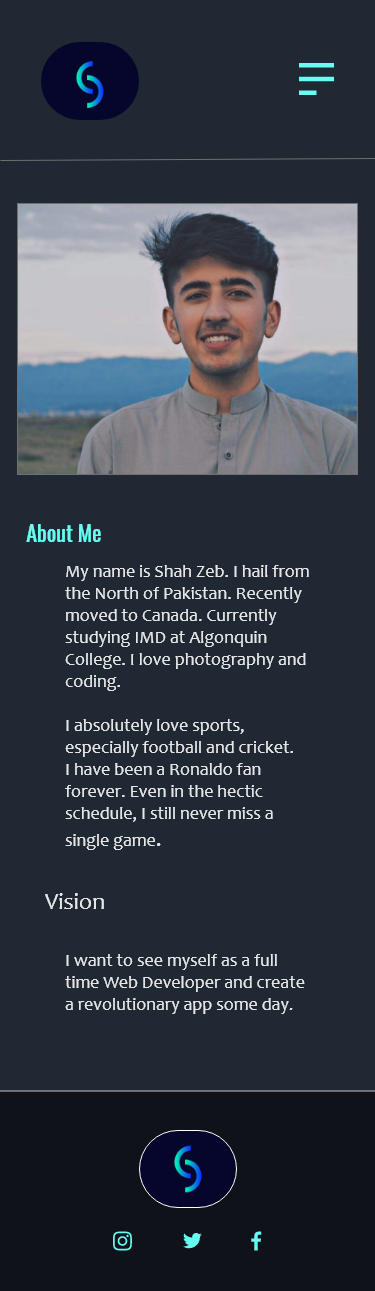 About Me
My name is Shah Zeb. I hail from
the North of Pakistan. Recently
moved to Canada. Currently
studying IMD at Algonquin
College. I love photography and
coding.
I absolutely love sports,
especially football and cricket.
I have been a Ronaldo fan
forever. Even in the hectic
schedule, I still never miss a
single game.
Vision
I want to see myself as a full
time Web Developer and create
a revolutionary app some day.